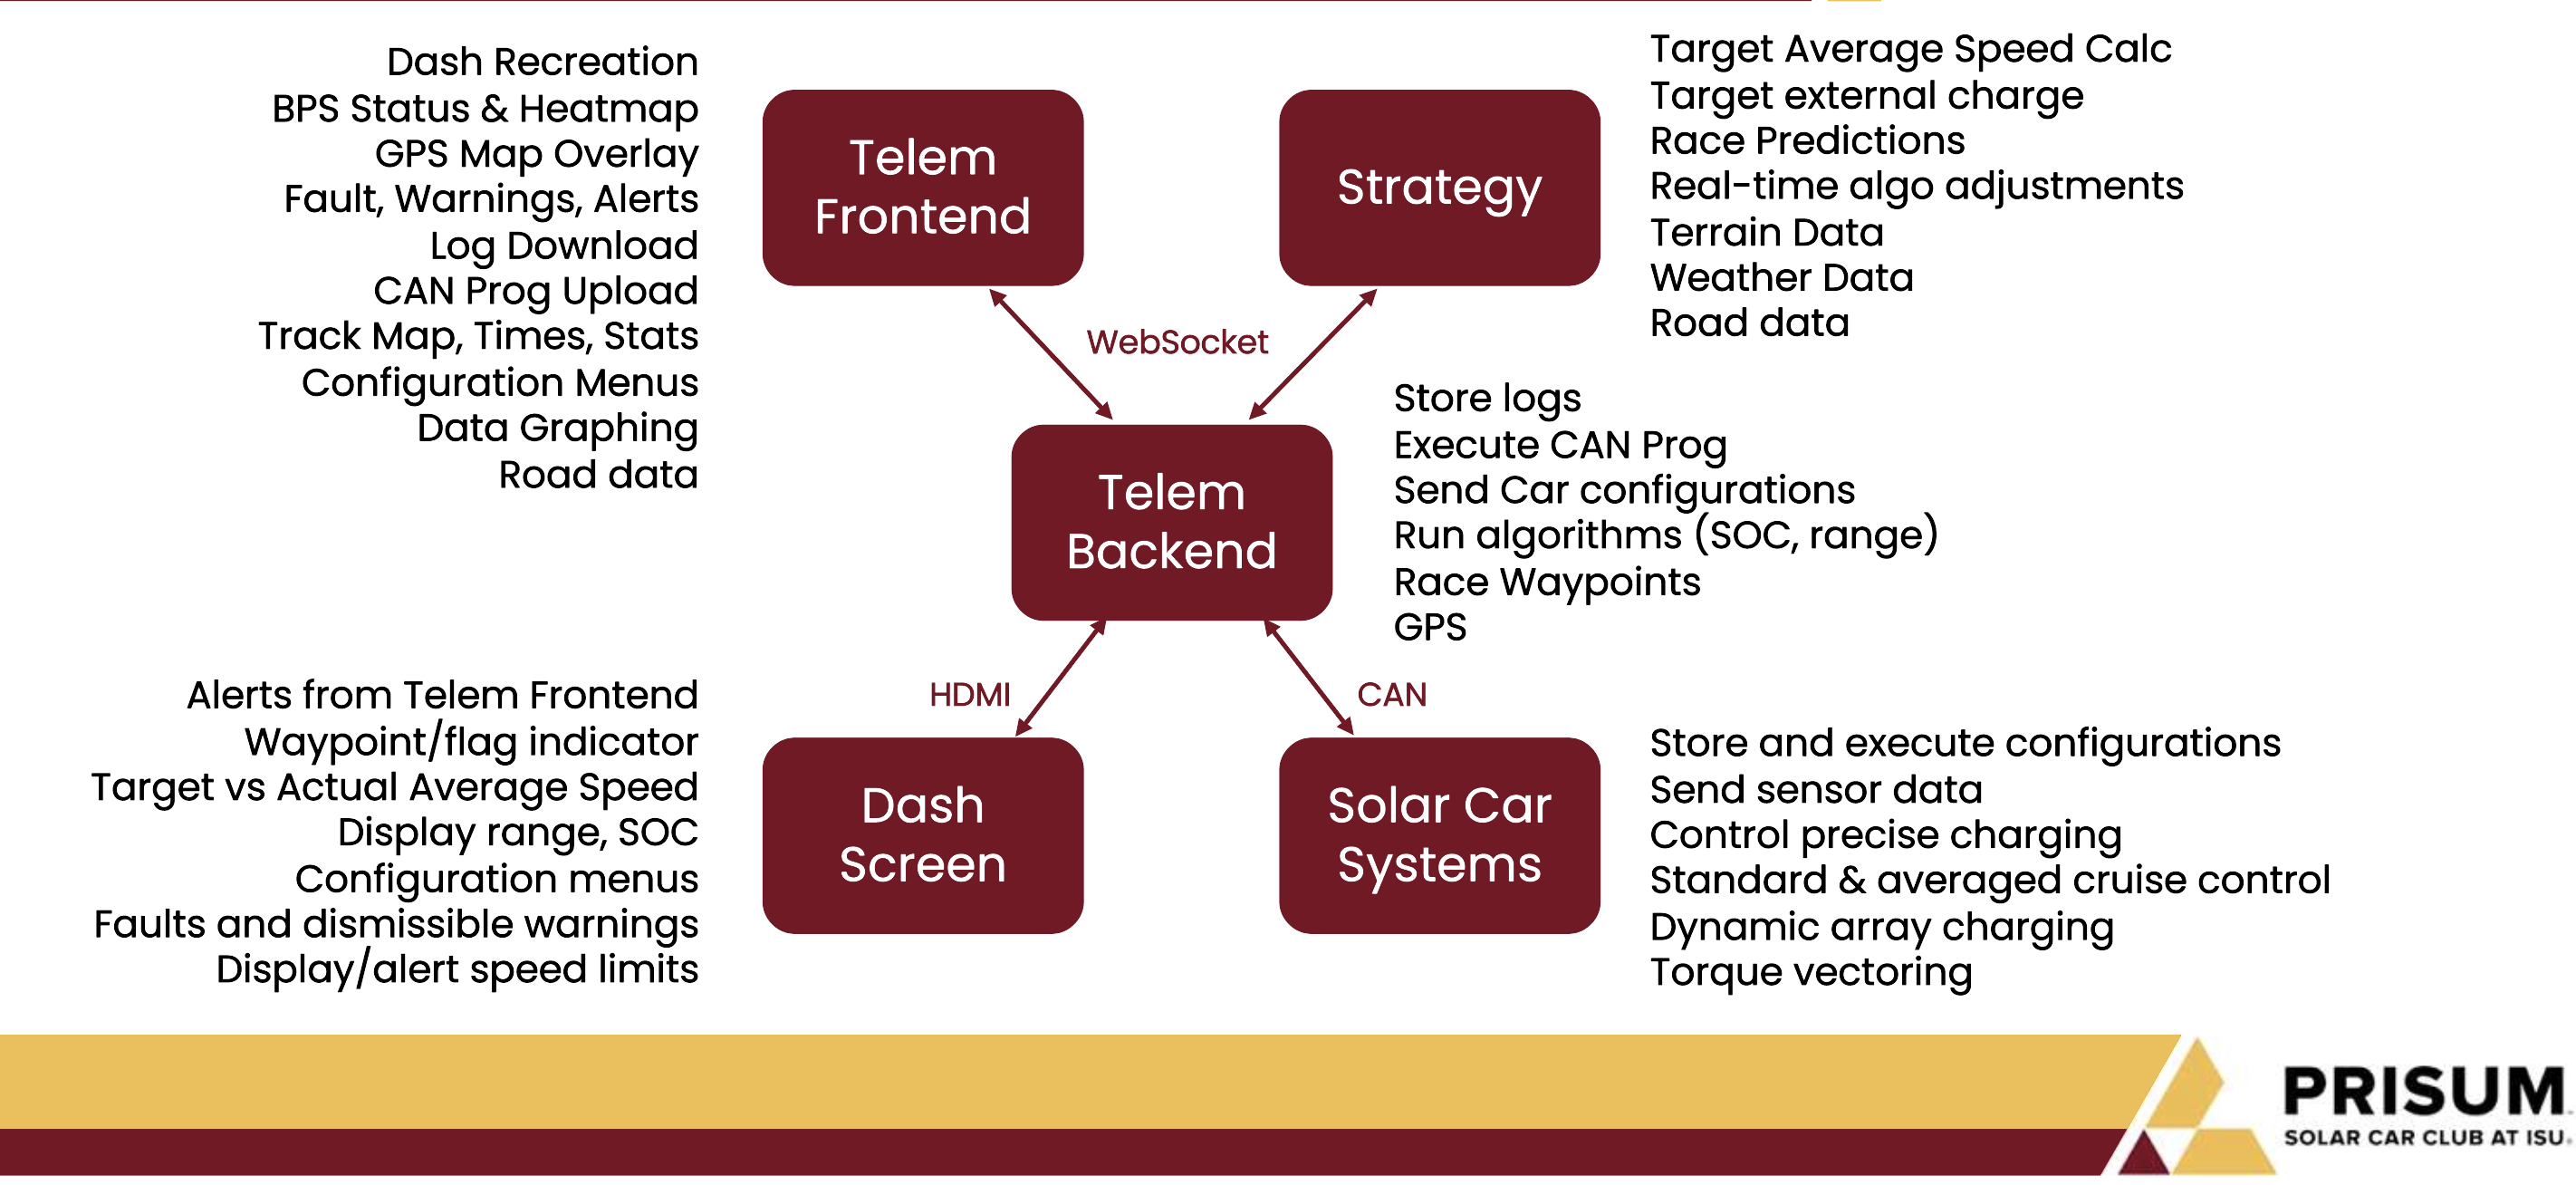 Dash Recreation
BPS Status & Heatmap
GPS Map Overlay
Fault, Warnings, Alerts
Log Download
CAN Prog Upload
Track Map, Times, Stats
Configuration Menus
Data Graphing
Road data
Telem
Frontend
Strategy
Target Average Speed Calc
Target external charge
Race Predictions
Real-time algo adjustments
Terrain Data
Weather Data
Road data
WebSocket
Telem
Backend
Store logs
Execute CAN Prog
Send Car configurations
Run algorithms (SOC, range)
Race Waypoints
GPS
HDMI
CAN
Alerts from Telem Frontend
Waypoint/flag indicator
Target vs Actual Average Speed
Display range, SOC
Configuration menus
Faults and dismissible warnings
Display/alert speed limits
Dash
Screen
Solar Car
Systems
Store and execute configurations
Send sensor data
Control precise charging
Standard & averaged cruise control
Dynamic array charging
Torque vectoring
PRISUM
SOLAR CAR CLUB AT ISU